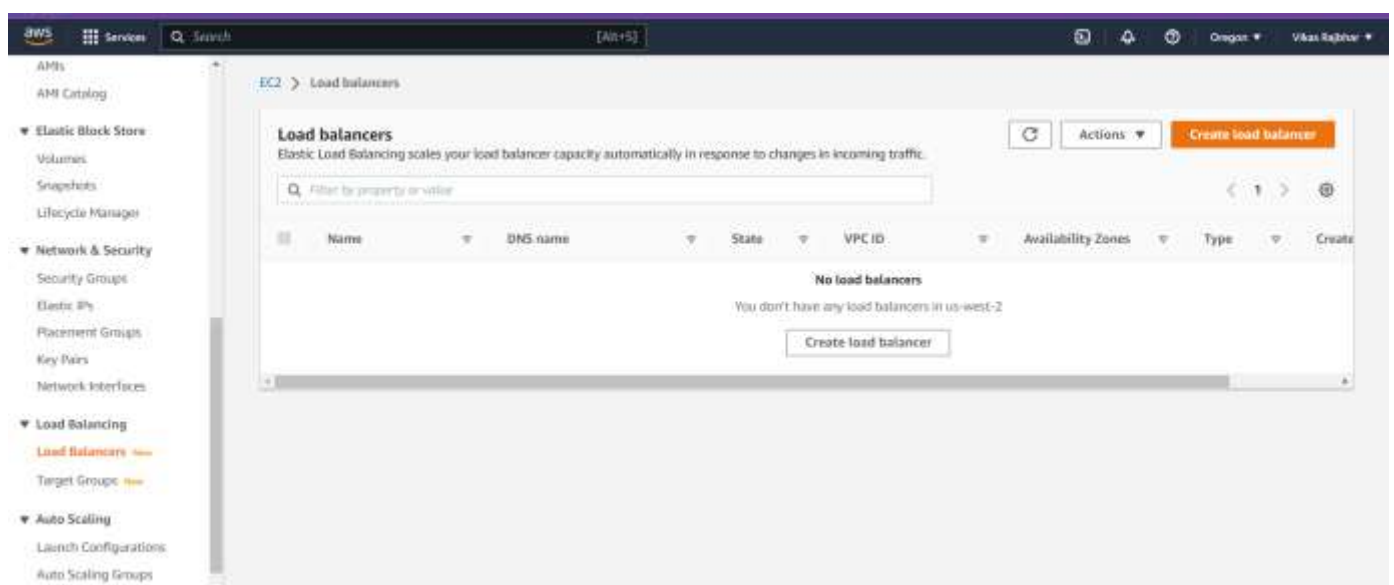 aws Services Search [Alt+S] Oregon Vikas Rajbhar
AMIs
AMI Catalog
Elastic Block Store
Volumes
Snapshots
Lifecycle Manager
Network & Security
Security Groups
Elastic IPs
Placement Groups
Key Pairs
Network Interfaces
Load Balancing
Load Balancers New
Target Groups New
Auto Scaling
Launch Configurations
Auto Scaling Groups
EC2 > Load balancers
Load balancers
Elastic Load Balancing scales your load balancer capacity automatically in response to changes in incoming traffic.
Actions Create load balancer
Filter by property or value
1
Name DNS name State VPC ID Availability Zones Type Create
No load balancers
You don't have any load balancers in us-west-2
Create load balancer